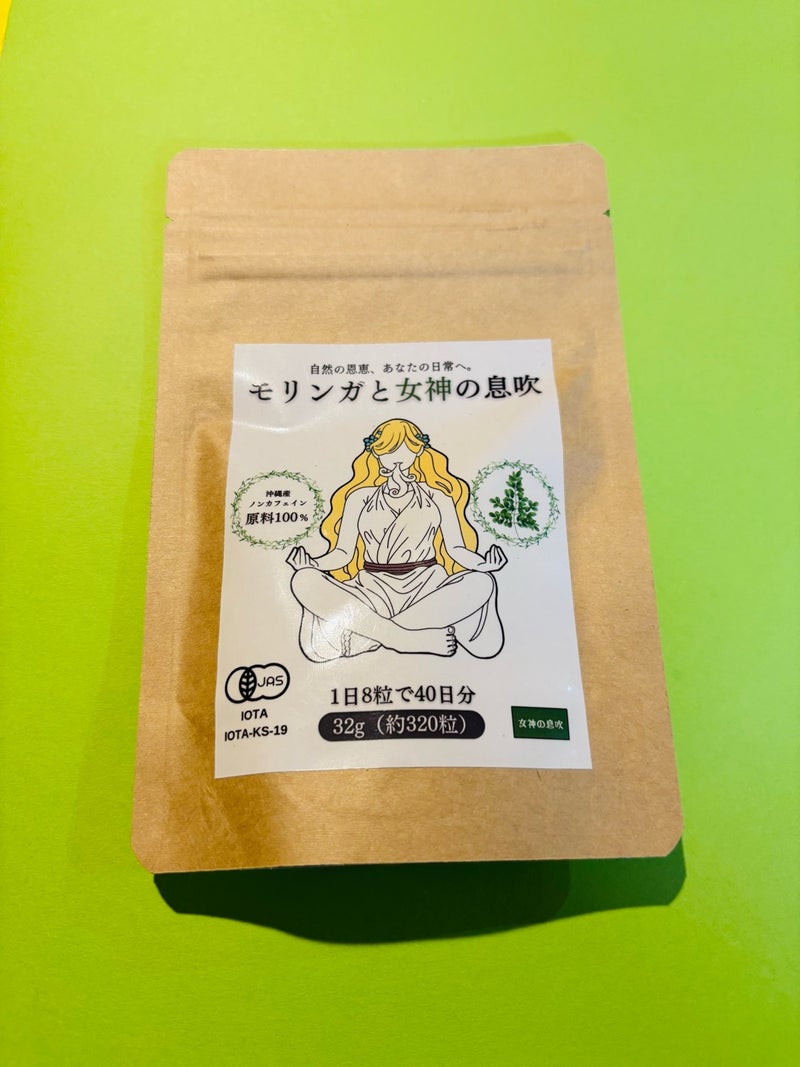 自然の恩恵、あなたの日常へ。
モリンガと女神の息吹
沖縄産
ノンカフェイン
原料100%
JAS
IOTA
IOTA-KS-19
1日8粒で40日分
32g（約320粒）
女神の息吹